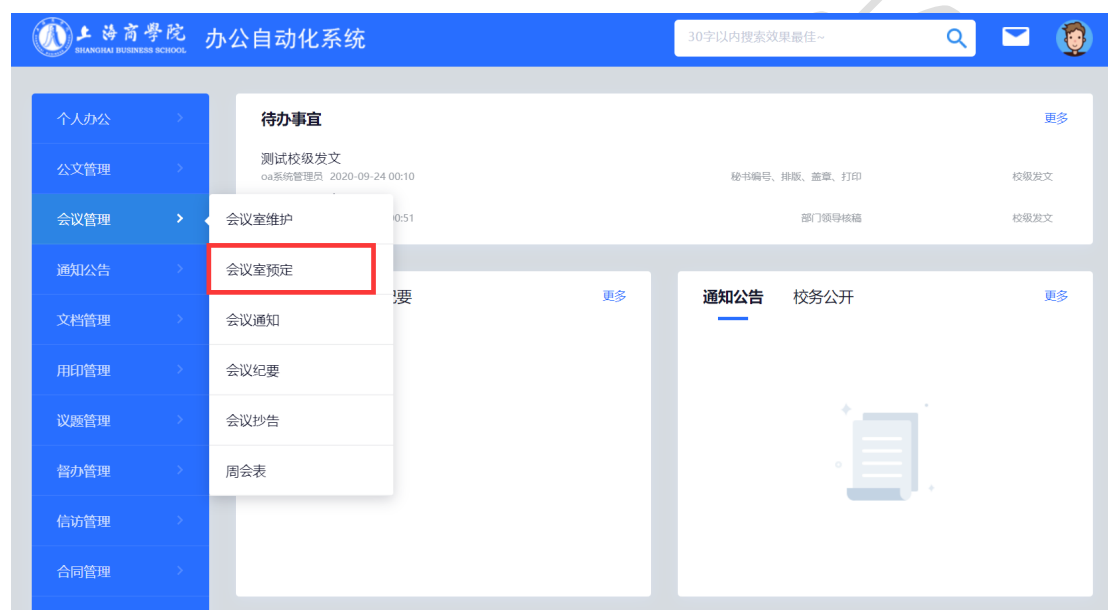 上海商學院 办公自动化系统
SHANGHAI BUSINESS SCHOOL
30字以内搜索效果最佳~
个人办公
公文管理
会议管理
通知公告
文档管理
用印管理
议题管理
督办管理
信访管理
合同管理
会议室维护
会议室预定
会议通知
会议纪要
会议抄告
周会表
待办事宜 更多
测试校级发文
oa系统管理员 2020-09-24 00:10 秘书编号、排版、盖章、打印 校级发文
0:51 部门领导核稿 校级发文
要 更多
通知公告 校务公开 更多